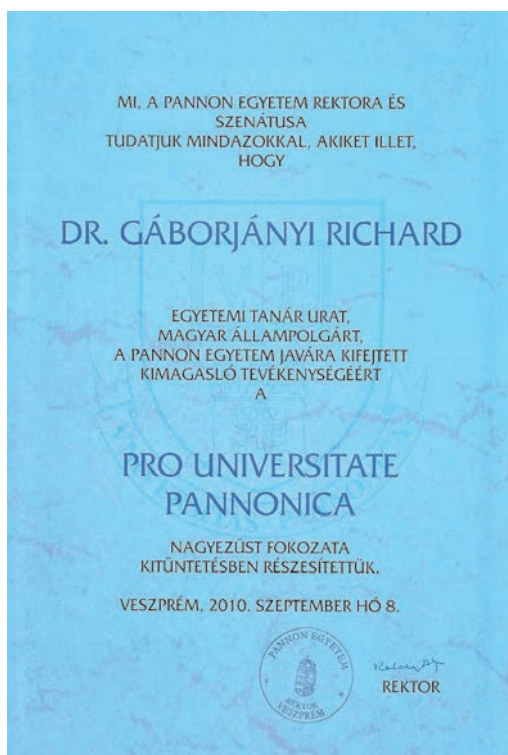 MI, A PANNON EGYETEM REKTORA ÉS
SZENÁTUSA
TUDATJUK MINDAZOKKAL, AKIKET ILLET,
HOGY
DR. GÁBORJÁNYI RICHARD
EGYETEMI TANÁR URAT,
MAGYAR ÁLLAMPOLGÁRT,
A PANNON EGYETEM JAVÁRA KIFEJTETT
KIMAGASLÓ TEVÉKENYSÉGÉÉRT
A
PRO UNIVERSITATE
PANNONICA
NAGYEZÜST FOKOZATA
KITÜNTETÉSBEN RÉSZESÍTETTÜK.
VESZPRÉM, 2010. SZEPTEMBER HÓ 8.
PANNON EGYETEM
REKTOR
VESZPRÉM
REKTOR